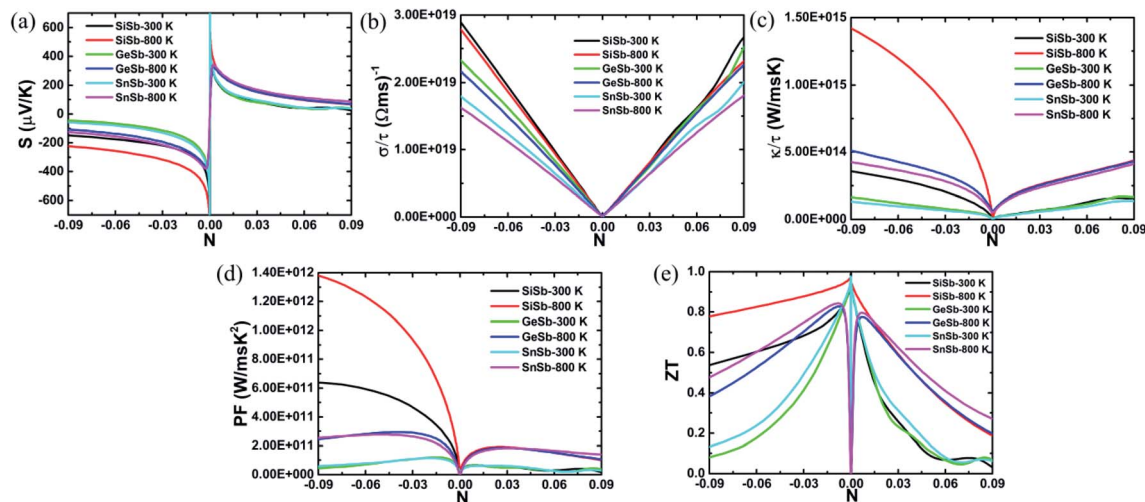 (a)
600
400
200
0
-200
-400
-600
S (μV/K)
SiSb-300 K
SiSb-800 K
GeSb-300 K
GeSb-800 K
SnSb-300 K
SnSb-800 K
-0.09 -0.06 -0.03 0.00 0.03 0.06 0.09
N
(b)
3.00E+019
2.00E+019
1.00E+019
0.00E+000
σ/τ (Ωms)⁻¹
SiSb-300 K
SiSb-800 K
GeSb-300 K
GeSb-800 K
SnSb-300 K
SnSb-800 K
-0.09 -0.06 -0.03 0.00 0.03 0.06 0.09
N
(c)
1.50E+015
1.00E+015
5.00E+014
0.00E+000
κ/τ (W/msK)
SiSb-300 K
SiSb-800 K
GeSb-300 K
GeSb-800 K
SnSb-300 K
SnSb-800 K
-0.09 -0.06 -0.03 0.00 0.03 0.06 0.09
N
(d)
1.40E+012
1.20E+012
1.00E+012
8.00E+011
6.00E+011
4.00E+011
2.00E+011
0.00E+000
PF (W/msK²)
SiSb-300 K
SiSb-800 K
GeSb-300 K
GeSb-800 K
SnSb-300 K
SnSb-800 K
-0.09 -0.06 -0.03 0.00 0.03 0.06 0.09
N
(e)
1.0
0.8
0.6
0.4
0.2
0.0
ZT
SiSb-300 K
SiSb-800 K
GeSb-300 K
GeSb-800 K
SnSb-300 K
SnSb-800 K
-0.09 -0.06 -0.03 0.00 0.03 0.06 0.09
N